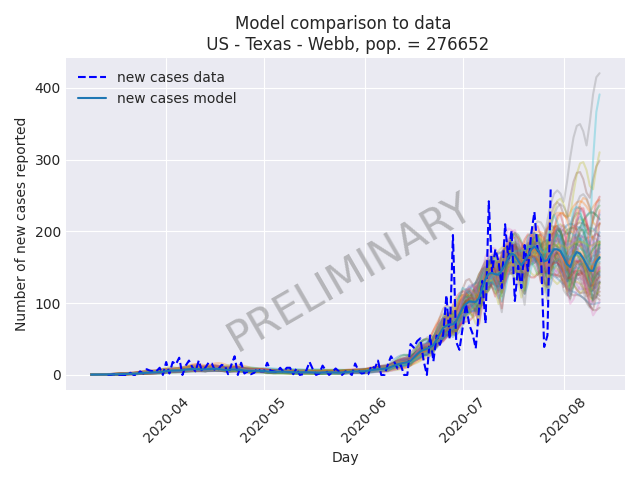 Model comparison to data
US - Texas - Webb, pop. = 276652
new cases data
new cases model
Number of new cases reported
400
300
200
100
0
PRELIMINARY
2020-04
2020-05
2020-06
2020-07
2020-08
Day